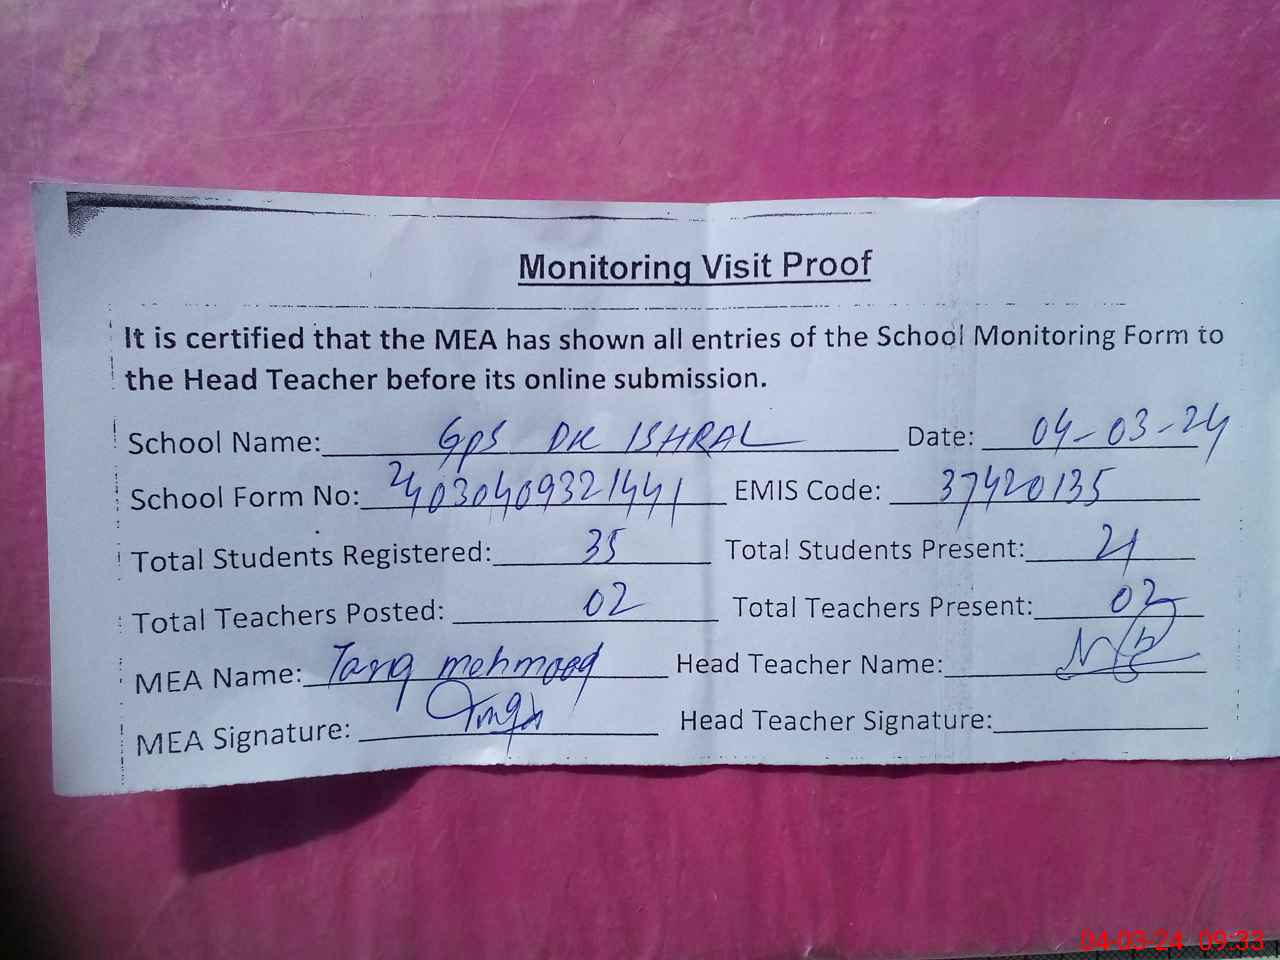 Monitoring Visit Proof
It is certified that the MEA has shown all entries of the School Monitoring Form to
the Head Teacher before its online submission.
School Name: GPS DK ISHRAL Date: 04-03-24
School Form No: 24030409321441 EMIS Code: 37420135
Total Students Registered: 35 Total Students Present: 21
Total Teachers Posted: 02 Total Teachers Present: 02
MEA Name: Tariq mehmood Head Teacher Name:
MEA Signature: Head Teacher Signature:
04-03-24 09:33